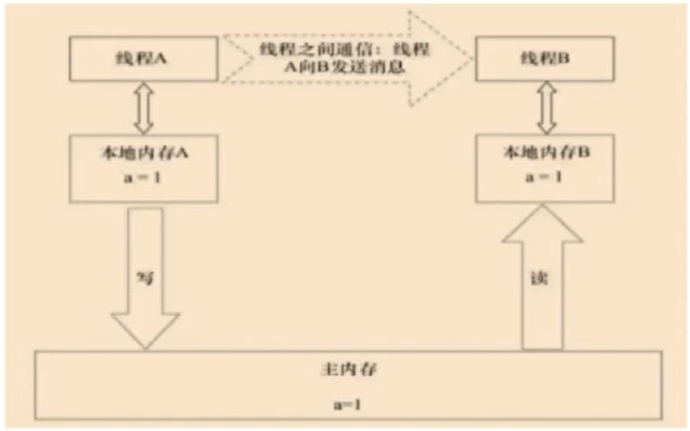 线程A
线程之间通信：线程
A向B发送消息
线程B
本地内存A
a = 1
本地内存B
a = 1
写
读
主内存
a=1